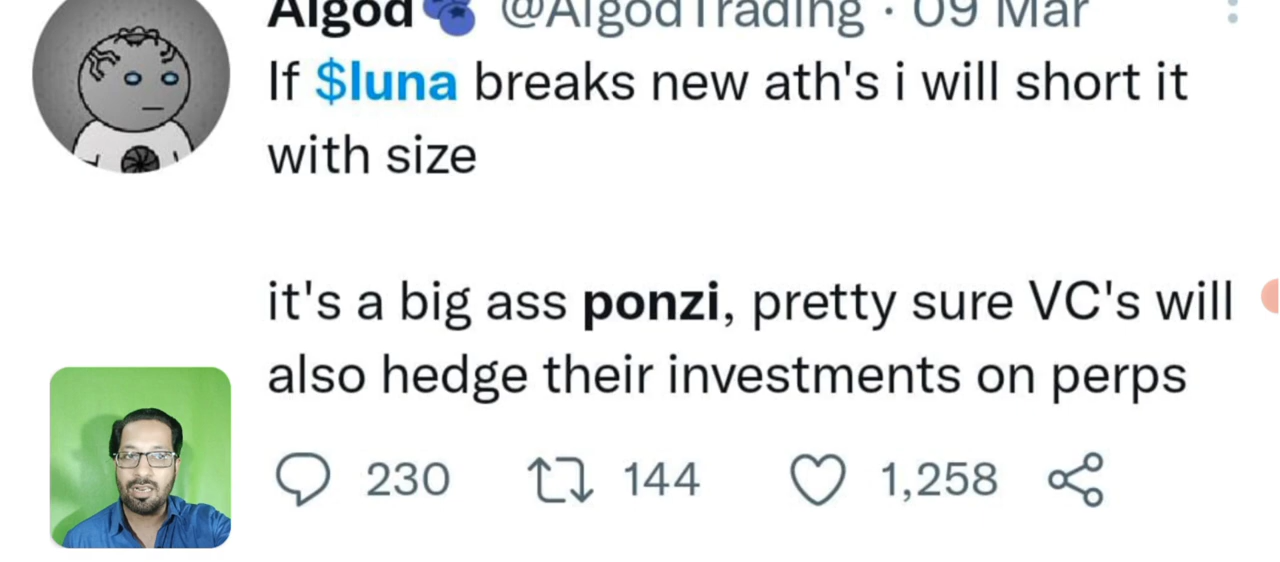 Algod @AlgodTrading · 09 Mar
If $luna breaks new ath's i will short it
with size
it's a big ass ponzi, pretty sure VC's will
also hedge their investments on perps
230 144 1,258